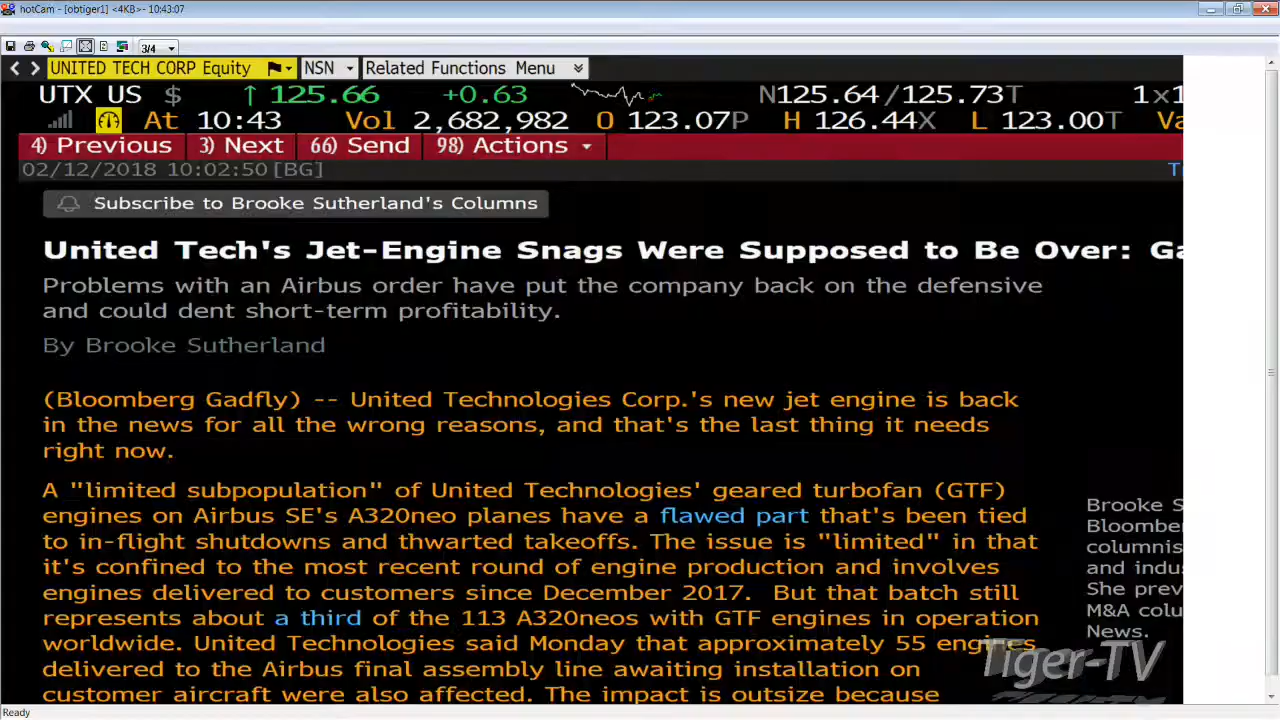 hotCam - [obtiger1] <4KB>- 10:43:07
3/4
UNITED TECH CORP Equity NSN Related Functions Menu
UTX US $ ↑ 125.66 +0.63 N125.64/125.73T 1x1
At 10:43 Vol 2,682,982 O 123.07P H 126.44X L 123.00T Va
4) Previous 3) Next 66) Send 98) Actions
02/12/2018 10:02:50 [BG]
Subscribe to Brooke Sutherland's Columns
United Tech's Jet-Engine Snags Were Supposed to Be Over: Ga
Problems with an Airbus order have put the company back on the defensive
and could dent short-term profitability.
By Brooke Sutherland
(Bloomberg Gadfly) -- United Technologies Corp.'s new jet engine is back
in the news for all the wrong reasons, and that's the last thing it needs
right now.
A "limited subpopulation" of United Technologies' geared turbofan (GTF)
engines on Airbus SE's A320neo planes have a flawed part that's been tied
to in-flight shutdowns and thwarted takeoffs. The issue is "limited" in that
it's confined to the most recent round of engine production and involves
engines delivered to customers since December 2017. But that batch still
represents about a third of the 113 A320neos with GTF engines in operation
worldwide. United Technologies said Monday that approximately 55 engines
delivered to the Airbus final assembly line awaiting installation on
customer aircraft were also affected. The impact is outsize because
Brooke S
Bloomb
columnis
and indu
She prev
M&A colu
News.
Tiger-TV
Ready